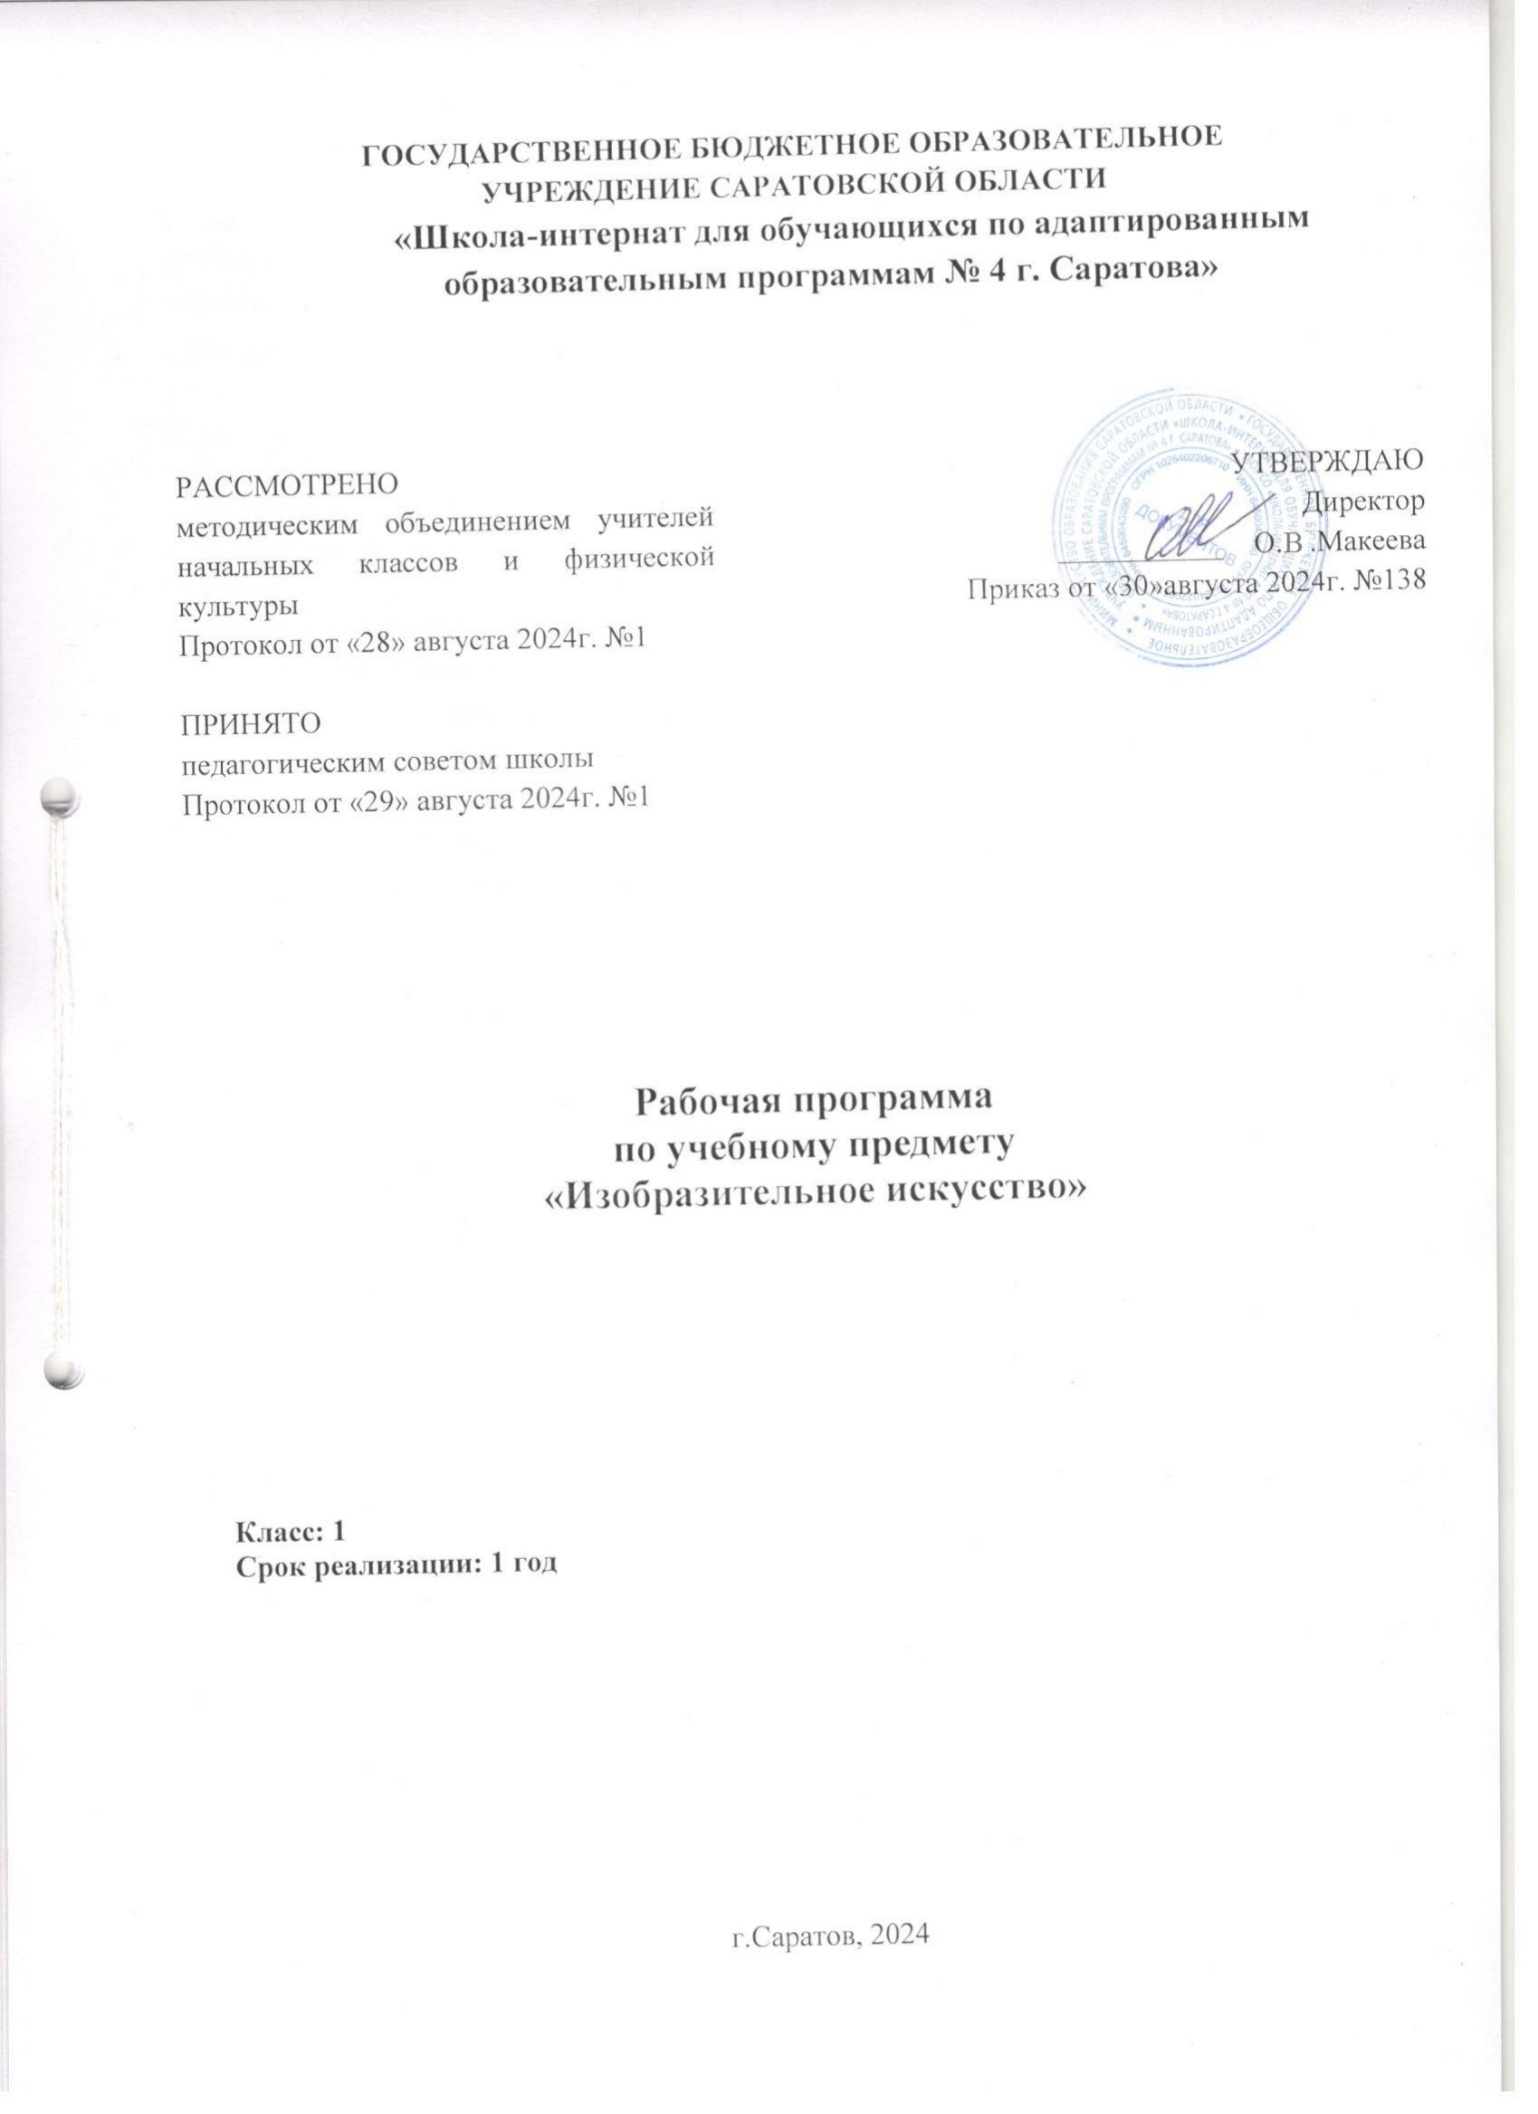 ГОСУДАРСТВЕННОЕ БЮДЖЕТНОЕ ОБРАЗОВАТЕЛЬНОЕ
УЧРЕЖДЕНИЕ САРАТОВСКОЙ ОБЛАСТИ
«Школа-интернат для обучающихся по адаптированным
образовательным программам № 4 г. Саратова»
РАССМОТРЕНО
методическим объединением учителей
начальных классов и физической
культуры
Протокол от «28» августа 2024г. №1
УТВЕРЖДАЮ
Директор
О.В .Макеева
Приказ от «30»августа 2024г. №138
ПРИНЯТО
педагогическим советом школы
Протокол от «29» августа 2024г. №1
Рабочая программа
по учебному предмету
«Изобразительное искусство»
Класс: 1
Срок реализации: 1 год
г.Саратов, 2024